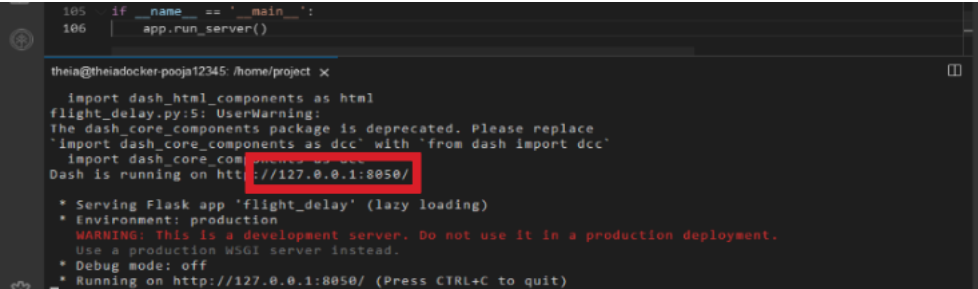 105 if __name__ == '__main__':
106 app.run_server()
theia@theiadocker-pooja12345: /home/project ×
import dash_html_components as html
flight_delay.py:5: UserWarning:
The dash_core_components package is deprecated. Please replace
`import dash_core_components as dcc` with `from dash import dcc`
import dash_core_components as dcc
Dash is running on http://127.0.0.1:8050/
* Serving Flask app 'flight_delay' (lazy loading)
* Environment: production
WARNING: This is a development server. Do not use it in a production deployment.
Use a production WSGI server instead.
* Debug mode: off
* Running on http://127.0.0.1:8050/ (Press CTRL+C to quit)